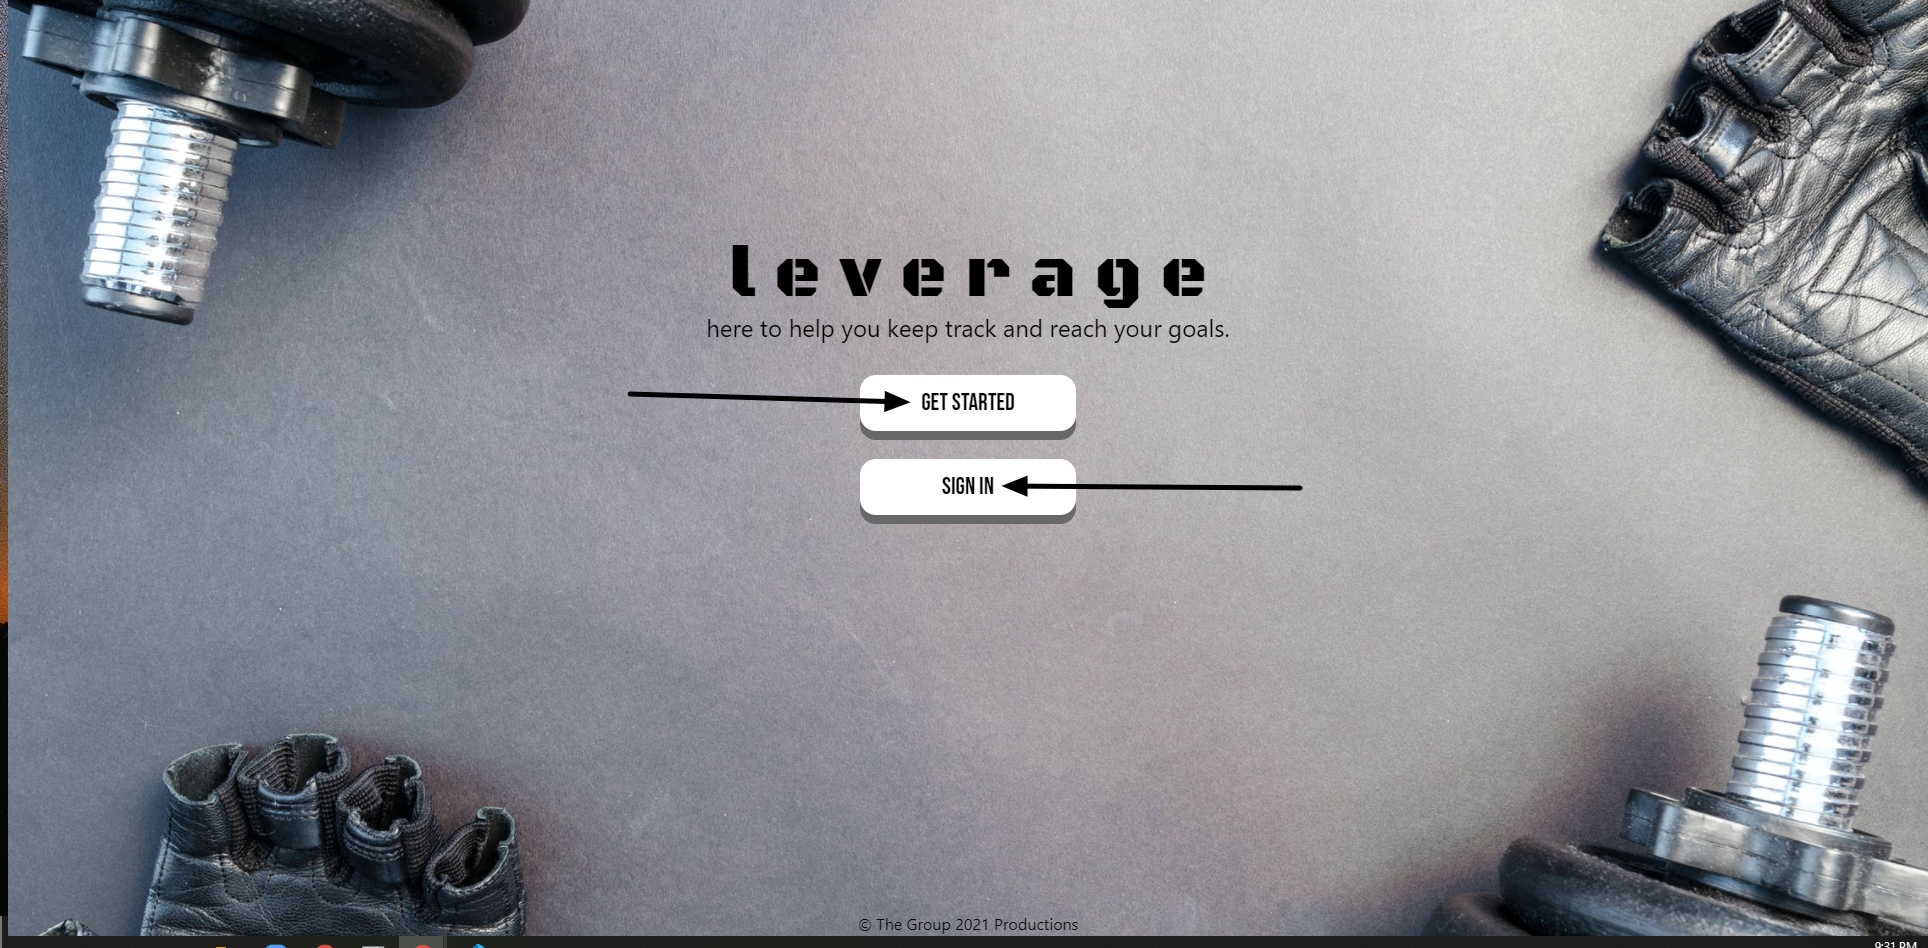 leverage
here to help you keep track and reach your goals.
GET STARTED
SIGN IN
© The Group 2021 Productions
9:31 PM